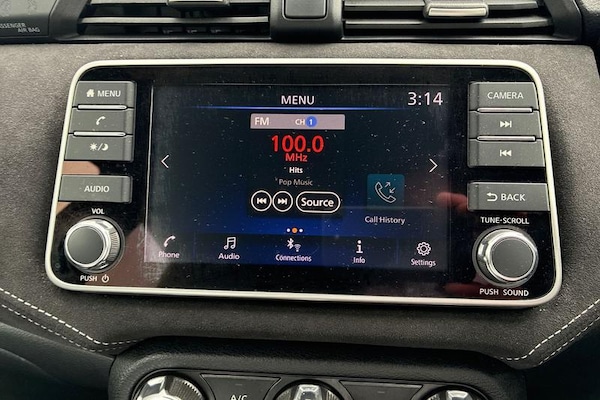 PASSENGER
AIR BAG
MENU
CAMERA
AUDIO
BACK
VOL
PUSH
TUNE-SCROLL
PUSH SOUND
MENU
3:14
FM CH 1
100.0
MHz
Hits
Pop Music
Source
Call History
Phone
Audio
Connections
Info
Settings
A/C